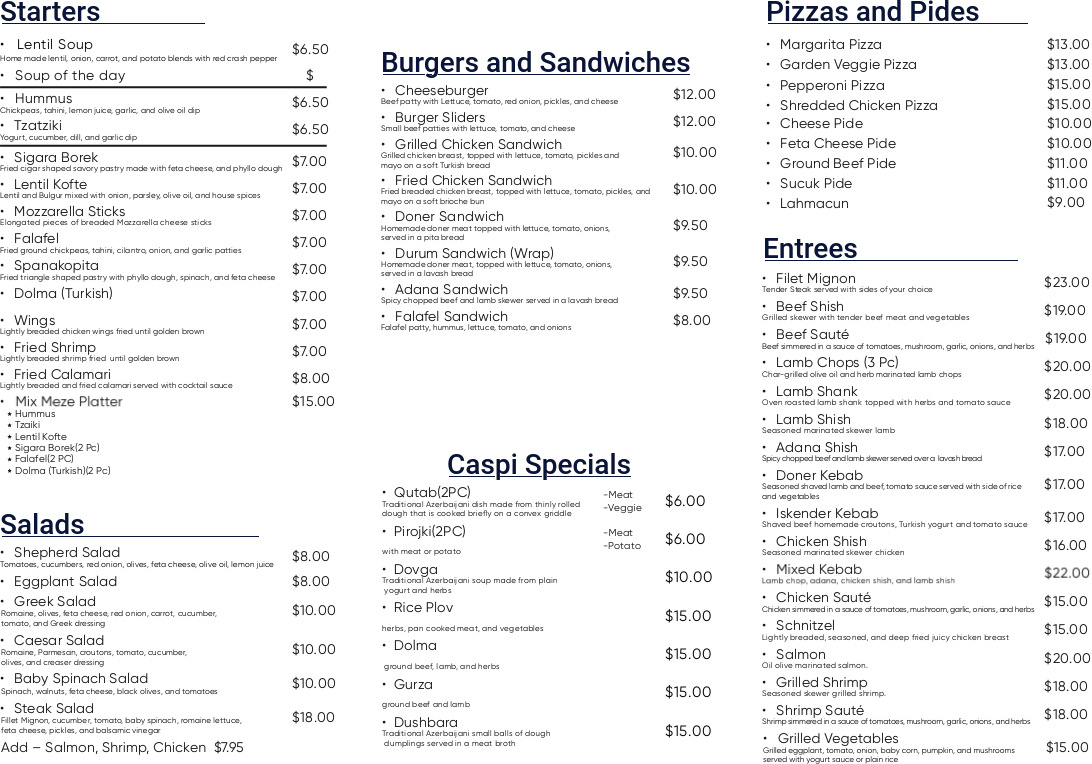 Starters
• Lentil Soup $6.50
Home made lentil, onion, carrot, and potato blends with red crash pepper
• Soup of the day $
• Hummus $6.50
Chickpeas, tahini, lemon juice, garlic, and olive oil dip
• Tzatziki $6.50
Yogurt, cucumber, dill, and garlic dip
• Sigara Borek $7.00
Fried cigar shaped savory pastry made with feta cheese, and phyllo dough
• Lentil Kofte $7.00
Lentil and Bulgur mixed with onion, parsley, olive oil, and house spices
• Mozzarella Sticks $7.00
Elongated pieces of breaded Mazzarella cheese sticks
• Falafel $7.00
Fried ground chickpeas, tahini, cilantro, onion, and garlic patties
• Spanakopita $7.00
Fried triangle shaped pastry with phyllo dough, spinach, and feta cheese
• Dolma (Turkish) $7.00
• Wings $7.00
Lightly breaded chicken wings fried until golden brown
• Fried Shrimp $7.00
Lightly breaded shrimp fried until golden brown
• Fried Calamari $8.00
Lightly breaded and fried calamari served with cocktail sauce
• Mix Meze Platter $15.00
★ Hummus
★ Tzaiki
★ Lentil Kofte
★ Sigara Borek(2 Pc)
★ Falafel(2 PC)
★ Dolma (Turkish)(2 Pc)
Salads
• Shepherd Salad $8.00
Tomatoes, cucumbers, red onion, olives, feta cheese, olive oil, lemon juice
• Eggplant Salad $8.00
• Greek Salad $10.00
Romaine, olives, feta cheese, red onion, carrot, cucumber,
tomato, and Greek dressing
• Caesar Salad $10.00
Romaine, Parmesan, croutons, tomato, cucumber,
olives, and creaser dressing
• Baby Spinach Salad $10.00
Spinach, walnuts, feta cheese, black olives, and tomatoes
• Steak Salad $18.00
Fillet Mignon, cucumber, tomato, baby spinach, romaine lettuce,
feta cheese, pickles, and balsamic vinegar
Add – Salmon, Shrimp, Chicken $7.95
Burgers and Sandwiches
• Cheeseburger $12.00
Beef patty with Lettuce, tomato, red onion, pickles, and cheese
• Burger Sliders $12.00
Small beef patties with lettuce, tomato, and cheese
• Grilled Chicken Sandwich $10.00
Grilled chicken breast, topped with lettuce, tomato, pickles and
mayo on a soft Turkish bread
• Fried Chicken Sandwich $10.00
Fried breaded chicken breast, topped with lettuce, tomato, pickles, and
mayo on a soft brioche bun
• Doner Sandwich $9.50
Homemade doner meat topped with lettuce, tomato, onions,
served in a pita bread
• Durum Sandwich (Wrap) $9.50
Homemade doner meat, topped with lettuce, tomato, onions,
served in a lavash bread
• Adana Sandwich $9.50
Spicy chopped beef and lamb skewer served in a lavash bread
• Falafel Sandwich $8.00
Falafel patty, hummus, lettuce, tomato, and onions
Caspi Specials
• Qutab(2PC) -Meat $6.00
Traditional Azerbaijani dish made from thinly rolled -Veggie
dough that is cooked briefly on a convex griddle
• Pirojki(2PC) -Meat $6.00
-Potato
with meat or potato
• Dovga $10.00
Traditional Azerbaijani soup made from plain
yogurt and herbs
• Rice Plov $15.00
herbs, pan cooked meat, and vegetables
• Dolma $15.00
ground beef, lamb, and herbs
• Gurza $15.00
ground beef and lamb
• Dushbara $15.00
Traditional Azerbaijani small balls of dough
dumplings served in a meat broth
Pizzas and Pides
• Margarita Pizza $13.00
• Garden Veggie Pizza $13.00
• Pepperoni Pizza $15.00
• Shredded Chicken Pizza $15.00
• Cheese Pide $10.00
• Feta Cheese Pide $10.00
• Ground Beef Pide $11.00
• Sucuk Pide $11.00
• Lahmacun $9.00
Entrees
• Filet Mignon $23.00
Tender Steak served with sides of your choice
• Beef Shish $19.00
Grilled skewer with tender beef meat and vegetables
• Beef Sauté $19.00
Beef simmered in a sauce of tomatoes, mushroom, garlic, onions, and herbs
• Lamb Chops (3 Pc) $20.00
Char-grilled olive oil and herb marinated lamb chops
• Lamb Shank $20.00
Oven roasted lamb shank topped with herbs and tomato sauce
• Lamb Shish $18.00
Seasoned marinated skewer lamb
• Adana Shish $17.00
Spicy chopped beef and lamb skewer served over a lavash bread
• Doner Kebab $17.00
Seasoned shaved lamb and beef, tomato sauce served with side of rice
and vegetables
• Iskender Kebab $17.00
Shaved beef homemade croutons, Turkish yogurt and tomato sauce
• Chicken Shish $16.00
Seasoned marinated skewer chicken
• Mixed Kebab $22.00
Lamb chop, adana, chicken shish, and lamb shish
• Chicken Sauté $15.00
Chicken simmered in a sauce of tomatoes, mushroom, garlic, onions, and herbs
• Schnitzel $15.00
Lightly breaded, seasoned, and deep fried juicy chicken breast
• Salmon $20.00
Oil olive marinated salmon.
• Grilled Shrimp $18.00
Seasoned skewer grilled shrimp.
• Shrimp Sauté $18.00
Shrimp simmered in a sauce of tomatoes, mushroom, garlic, onions, and herbs
• Grilled Vegetables $15.00
Grilled eggplant, tomato, onion, baby corn, pumpkin, and mushrooms
served with yogurt sauce or plain rice